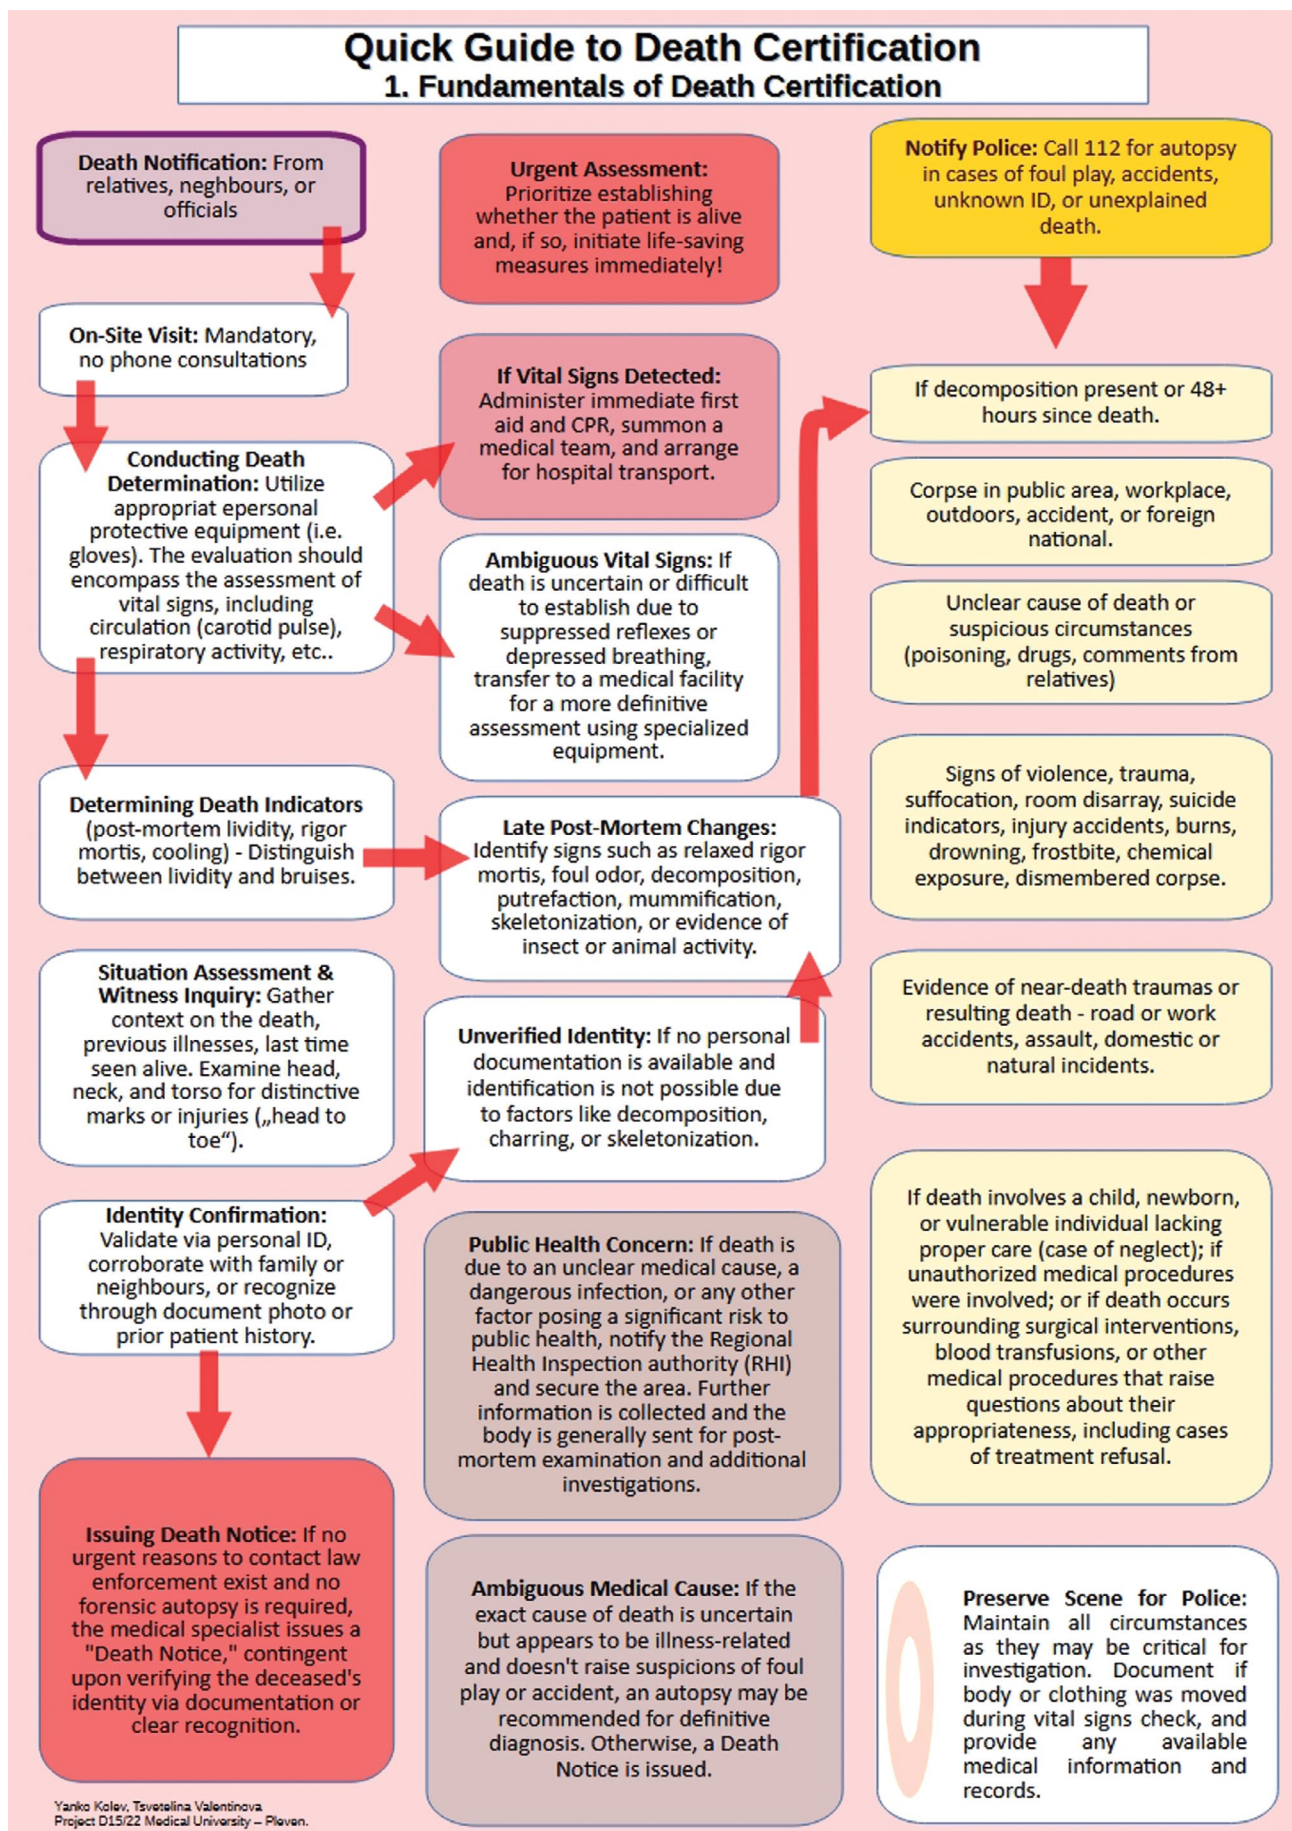 Quick Guide to Death Certification
1. Fundamentals of Death Certification
Death Notification: From
relatives, neghbours, or
officials
On-Site Visit: Mandatory,
no phone consultations
Conducting Death
Determination: Utilize
appropriat epersonal
protective equipment (i.e.
gloves). The evaluation should
encompass the assessment of
vital signs, including
circulation (carotid pulse),
respiratory activity, etc..
Determining Death Indicators
(post-mortem lividity, rigor
mortis, cooling) - Distinguish
between lividity and bruises.
Situation Assessment &
Witness Inquiry: Gather
context on the death,
previous illnesses, last time
seen alive. Examine head,
neck, and torso for distinctive
marks or injuries („head to
toe“).
Identity Confirmation:
Validate via personal ID,
corroborate with family or
neighbours, or recognize
through document photo or
prior patient history.
Issuing Death Notice: If no
urgent reasons to contact law
enforcement exist and no
forensic autopsy is required,
the medical specialist issues a
"Death Notice," contingent
upon verifying the deceased's
identity via documentation or
clear recognition.
Urgent Assessment:
Prioritize establishing
whether the patient is alive
and, if so, initiate life-saving
measures immediately!
If Vital Signs Detected:
Administer immediate first
aid and CPR, summon a
medical team, and arrange
for hospital transport.
Ambiguous Vital Signs: If
death is uncertain or difficult
to establish due to
suppressed reflexes or
depressed breathing,
transfer to a medical facility
for a more definitive
assessment using specialized
equipment.
Late Post-Mortem Changes:
Identify signs such as relaxed rigor
mortis, foul odor, decomposition,
putrefaction, mummification,
skeletonization, or evidence of
insect or animal activity.
Unverified Identity: If no personal
documentation is available and
identification is not possible due
to factors like decomposition,
charring, or skeletonization.
Public Health Concern: If death is
due to an unclear medical cause, a
dangerous infection, or any other
factor posing a significant risk to
public health, notify the Regional
Health Inspection authority (RHI)
and secure the area. Further
information is collected and the
body is generally sent for post-
mortem examination and additional
investigations.
Ambiguous Medical Cause: If the
exact cause of death is uncertain
but appears to be illness-related
and doesn't raise suspicions of foul
play or accident, an autopsy may be
recommended for definitive
diagnosis. Otherwise, a Death
Notice is issued.
Notify Police: Call 112 for autopsy
in cases of foul play, accidents,
unknown ID, or unexplained
death.
If decomposition present or 48+
hours since death.
Corpse in public area, workplace,
outdoors, accident, or foreign
national.
Unclear cause of death or
suspicious circumstances
(poisoning, drugs, comments from
relatives)
Signs of violence, trauma,
suffocation, room disarray, suicide
indicators, injury accidents, burns,
drowning, frostbite, chemical
exposure, dismembered corpse.
Evidence of near-death traumas or
resulting death - road or work
accidents, assault, domestic or
natural incidents.
If death involves a child, newborn,
or vulnerable individual lacking
proper care (case of neglect); if
unauthorized medical procedures
were involved; or if death occurs
surrounding surgical interventions,
blood transfusions, or other
medical procedures that raise
questions about their
appropriateness, including cases
of treatment refusal.
Preserve Scene for Police:
Maintain all circumstances
as they may be critical for
investigation. Document if
body or clothing was moved
during vital signs check, and
provide any available
medical information and
records.
Yanko Kolev, Tsvetelina Valentinova
Project D15/22 Medical University – Pleven.